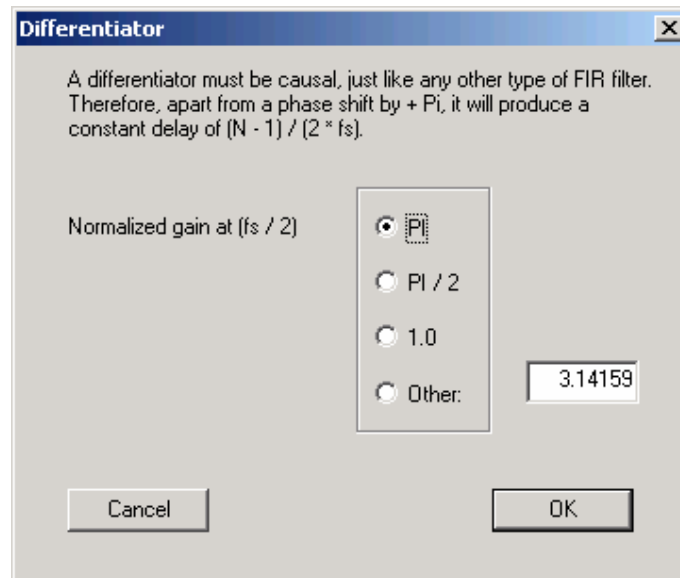 Differentiator
A differentiator must be causal, just like any other type of FIR filter.
Therefore, apart from a phase shift by + Pi, it will produce a
constant delay of (N - 1) / (2 * fs).
Normalized gain at (fs / 2)
PI
PI / 2
1.0
Other:
3.14159
Cancel
OK